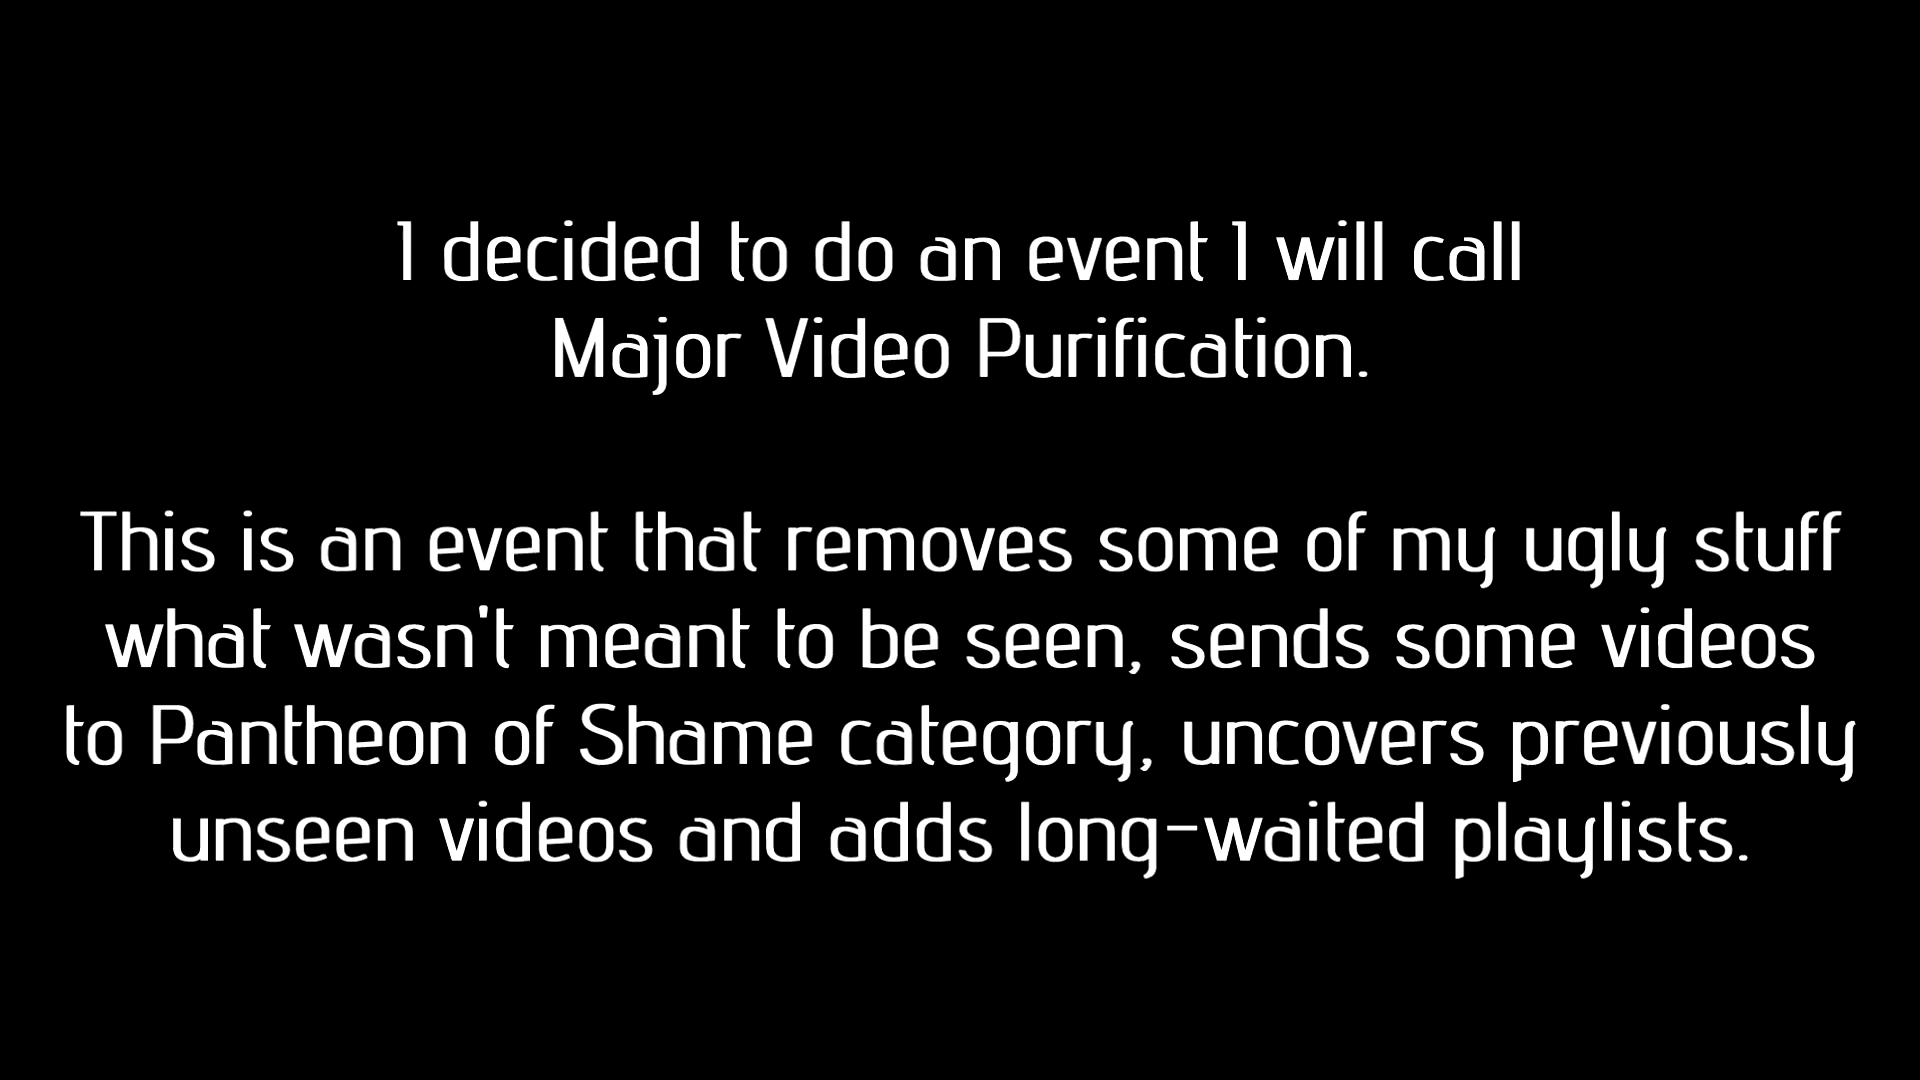 I decided to do an event I will call
Major Video Purification.
This is an event that removes some of my ugly stuff
what wasn't meant to be seen, sends some videos
to Pantheon of Shame category, uncovers previously
unseen videos and adds long-waited playlists.